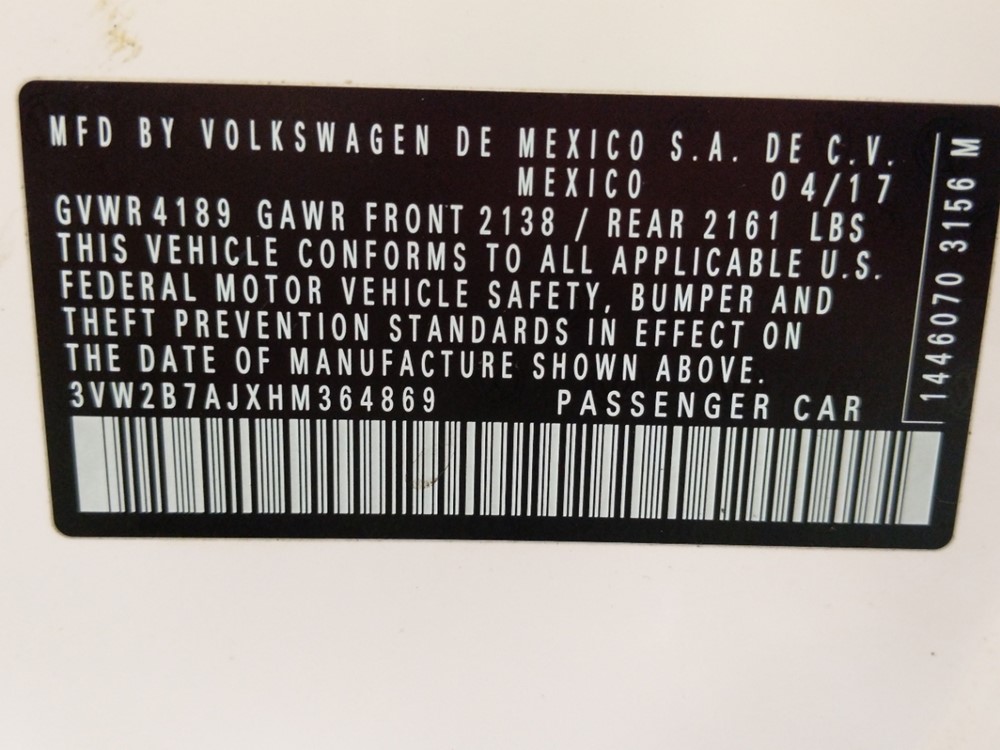 MFD BY VOLKSWAGEN DE MEXICO S.A. DE C.V.
MEXICO 04/17
GVWR 4189 GAWR FRONT 2138 / REAR 2161 LBS
THIS VEHICLE CONFORMS TO ALL APPLICABLE U.S.
FEDERAL MOTOR VEHICLE SAFETY, BUMPER AND
THEFT PREVENTION STANDARDS IN EFFECT ON
THE DATE OF MANUFACTURE SHOWN ABOVE.
3VW2B7AJXHM364869 PASSENGER CAR
1446070 3156 M